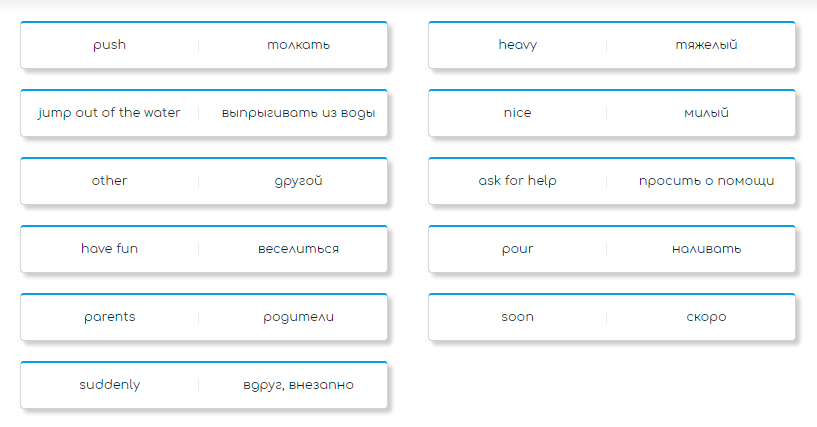 push толкать
heavy тяжелый
jump out of the water выпрыгивать из воды
nice милый
other другой
ask for help просить о помощи
have fun веселиться
pour наливать
parents родители
soon скоро
suddenly вдруг, внезапно